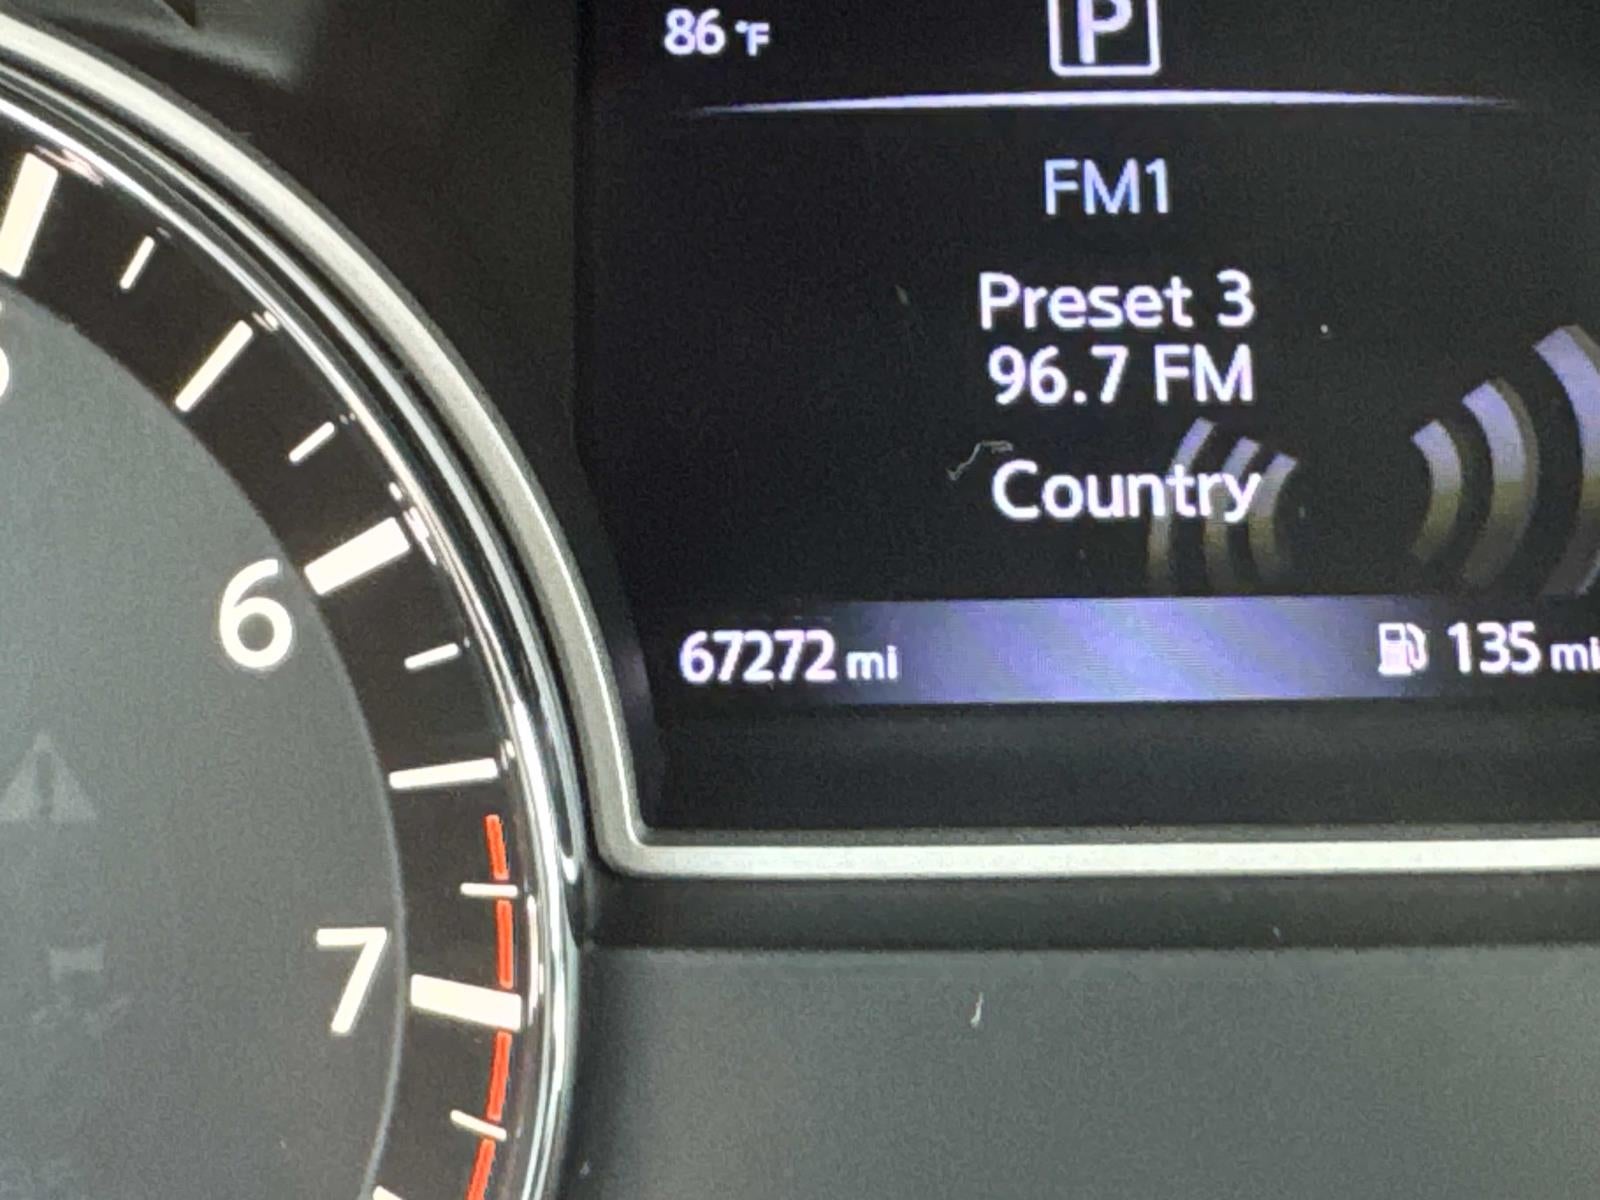 86 °F
P
FM1
Preset 3
96.7 FM
Country
67272 mi
135 mi
6
7